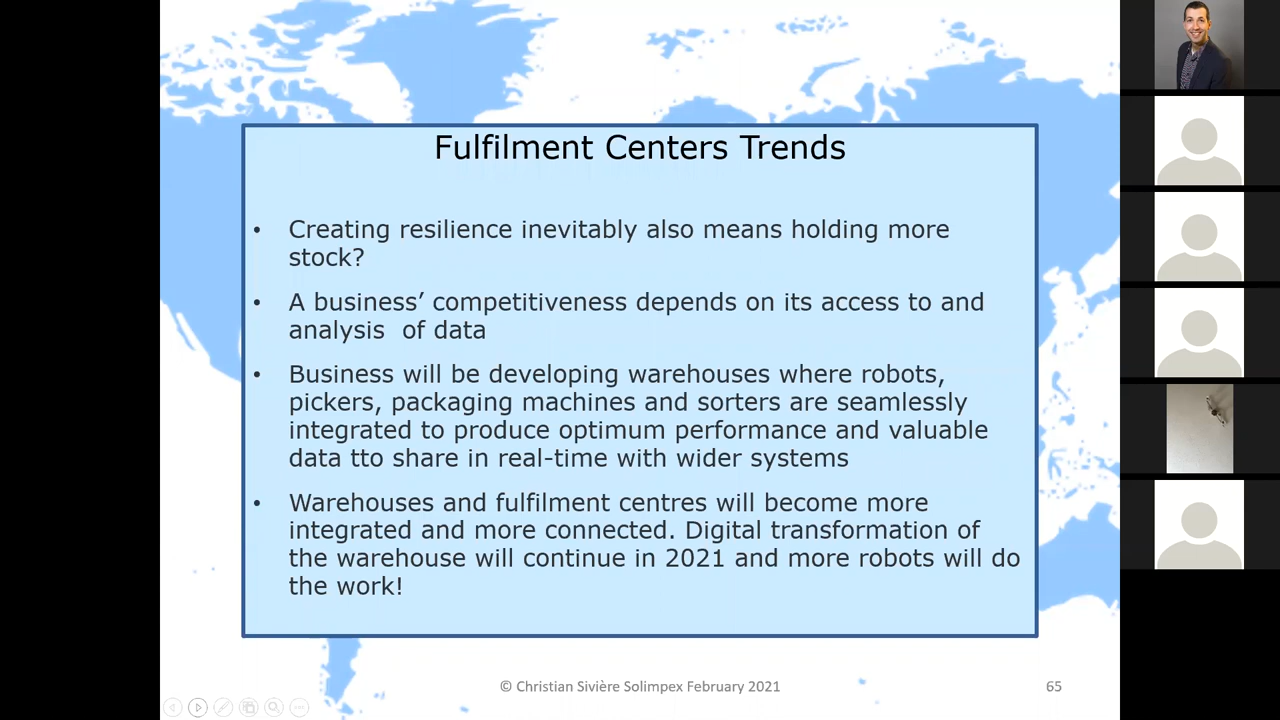 Fulfilment Centers Trends
• Creating resilience inevitably also means holding more
stock?
• A business’ competitiveness depends on its access to and
analysis  of data
• Business will be developing warehouses where robots,
pickers, packaging machines and sorters are seamlessly
integrated to produce optimum performance and valuable
data tto share in real-time with wider systems
• Warehouses and fulfilment centres will become more
integrated and more connected. Digital transformation of
the warehouse will continue in 2021 and more robots will do
the work!
© Christian Sivière Solimpex February 2021
65